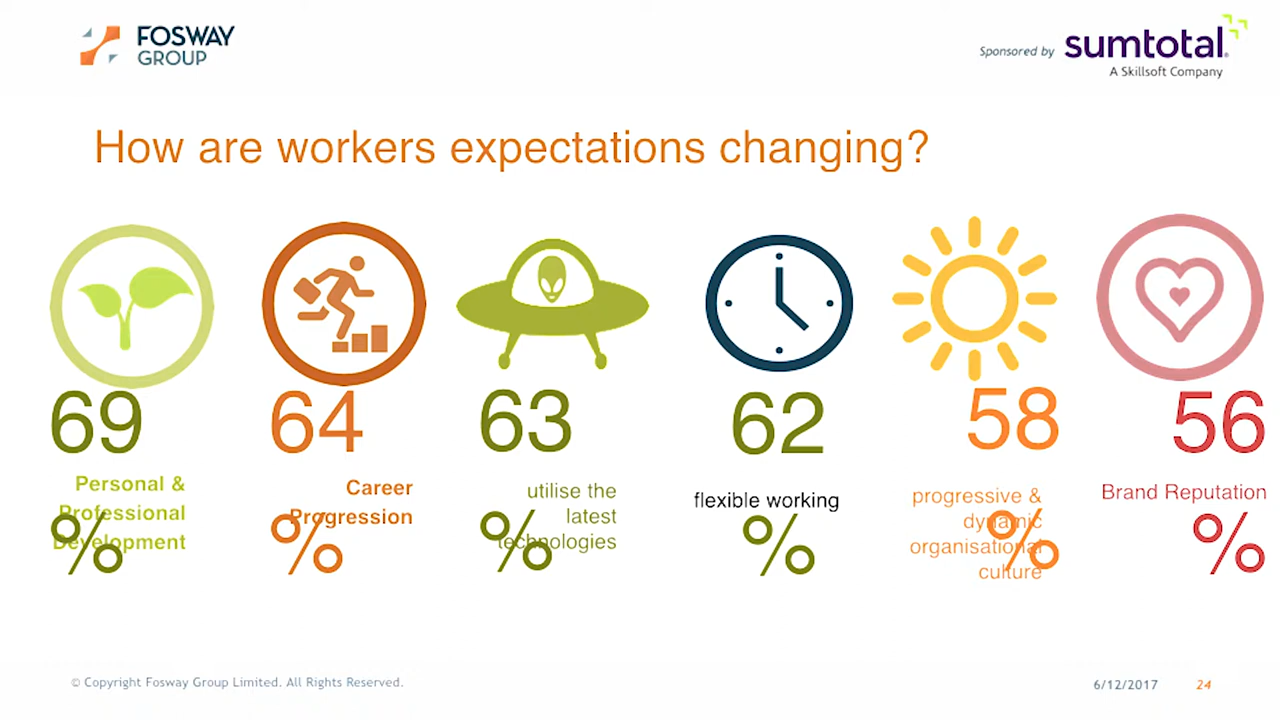 FOSWAY
GROUP
Sponsored by
sumtotal.
A Skillsoft Company
How are workers expectations changing?
69
%
Personal &
Professional
Development
64
%
Career
Progression
63
%
utilise the
latest
technologies
62
%
flexible working
58
%
progressive &
dynamic
organisational
culture
56
%
Brand Reputation
© Copyright Fosway Group Limited. All Rights Reserved.
6/12/2017
24